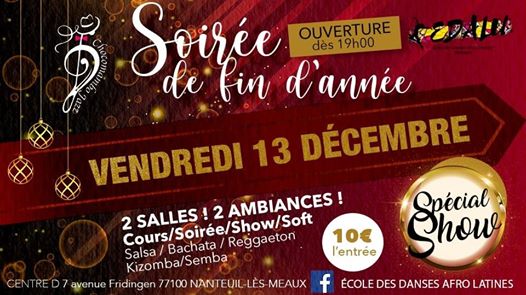 Chocomambo Jazz
Soirée
de fin d'année
OUVERTURE
dès 19h00
VENDREDI 13 DÉCEMBRE
2 SALLES ! 2 AMBIANCES !
Cours/Soirée/Show/Soft
Salsa / Bachata / Reggaeton
Kizomba/Semba
10€
l'entrée
Spécial
Show
CENTRE D 7 avenue Fridingen 77100 NANTEUIL-LÈS-MEAUX
ÉCOLE DES DANSES AFRO LATINES